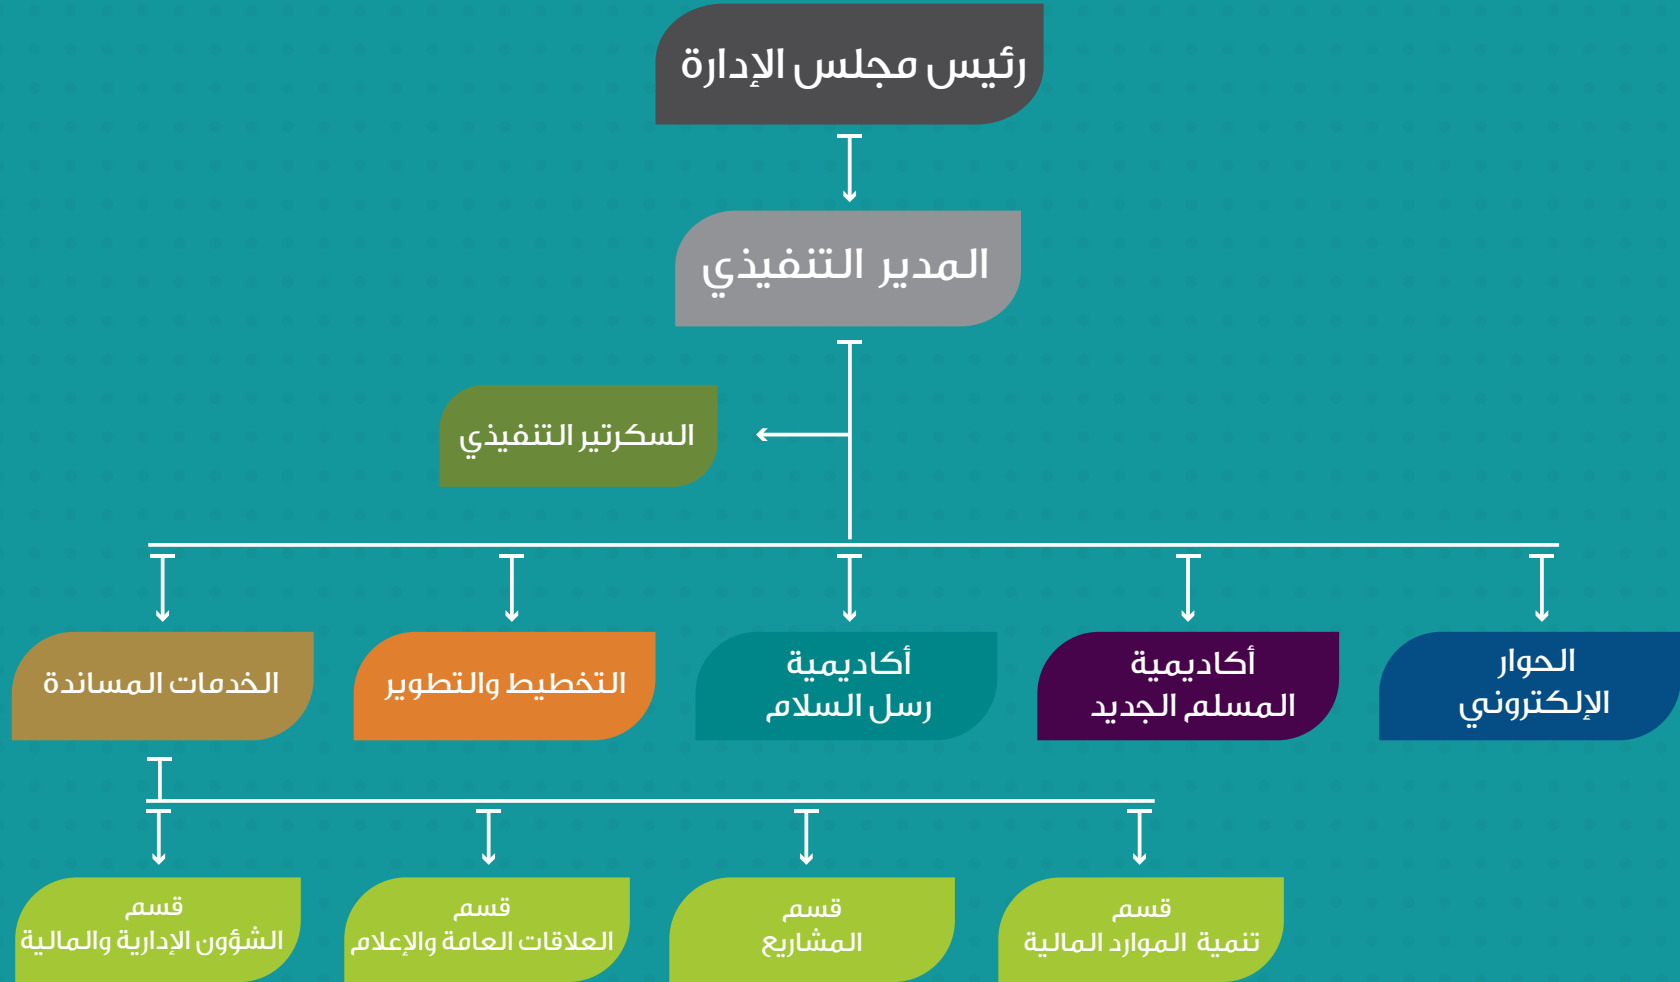 رئيس مجلس الإدارة
المدير التنفيذي
السكرتير التنفيذي
الحوار
الإلكتروني
أكاديمية
المسلم الجديد
أكاديمية
رسل السلام
التخطيط والتطوير
الخدمات المساندة
قسم
تنمية الموارد المالية
قسم
المشاريع
قسم
العلاقات العامة والإعلام
قسم
الشؤون الإدارية والمالية